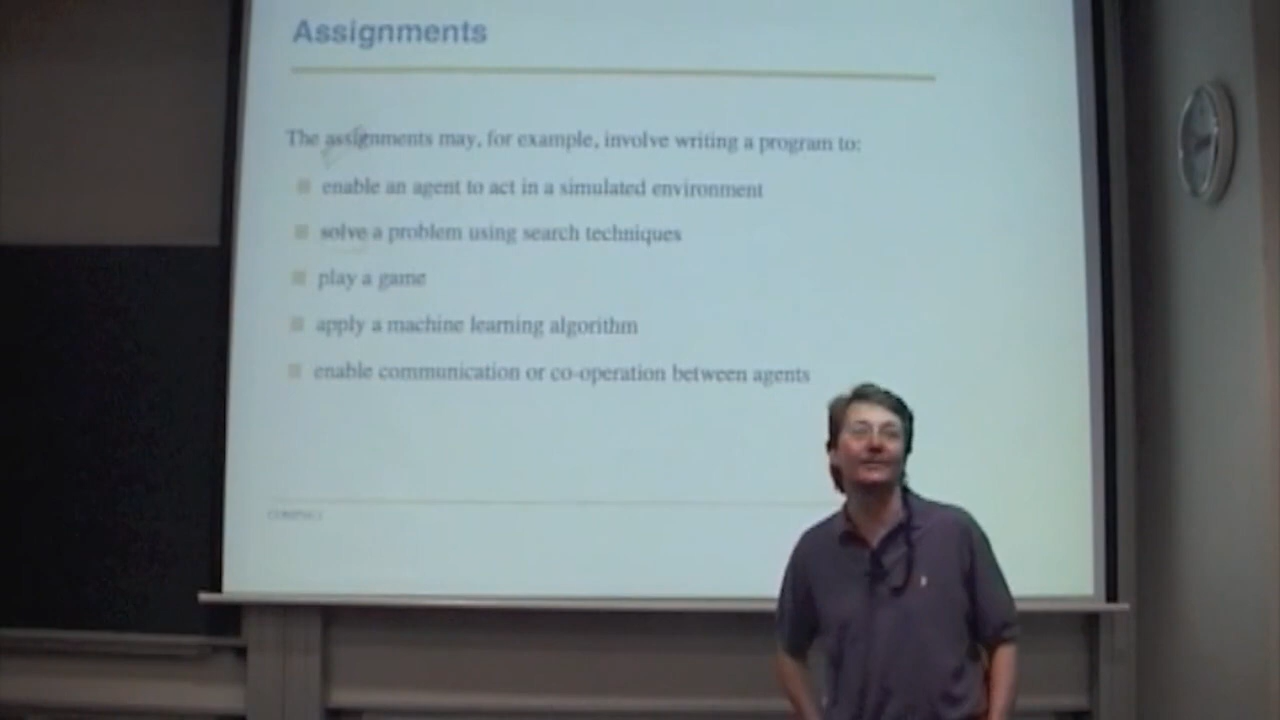 Assignments
The assignments may, for example, involve writing a program to:
enable an agent to act in a simulated environment
solve a problem using search techniques
play a game
apply a machine learning algorithm
enable communication or co-operation between agents